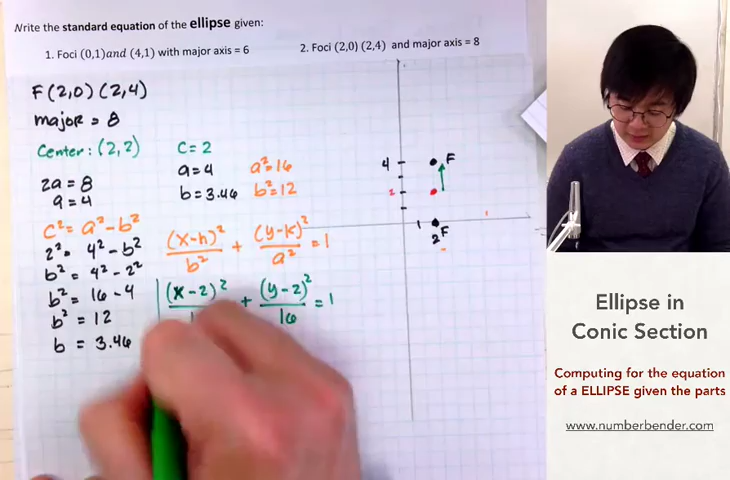 Write the standard equation of the ellipse given:
1. Foci (0,1)and (4,1) with major axis = 6
2. Foci (2,0) (2,4) and major axis = 8
F(2,0)(2,4)
major = 8
Center: (2,2)
2a = 8
a = 4
c² = a² - b²
2² = 4² - b²
b² = 4² - 2²
b² = 16 - 4
b² = 12
b = 3.46
c = 2
a = 4
b = 3.46
a² = 16
b² = 12
(x-h)²/b² + (y-k)²/a² = 1
(x-2)²/ + (y-2)²/16 = 1
4 F
2
1
2 F
Ellipse in
Conic Section
Computing for the equation
of a ELLIPSE given the parts
www.numberbender.com